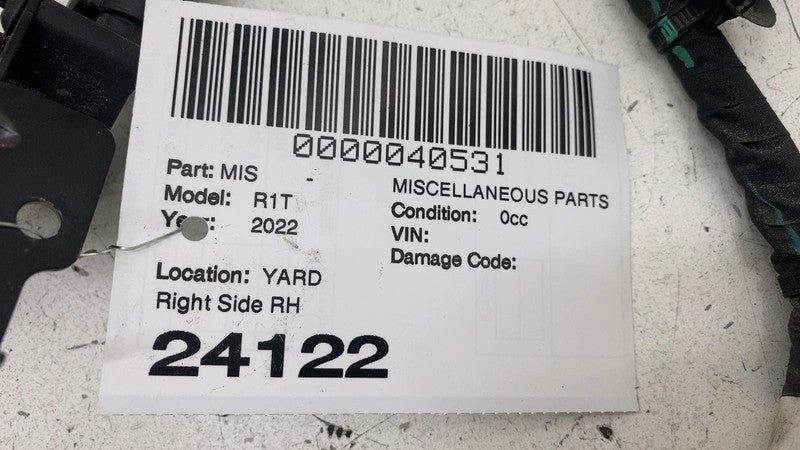 0000040531
Part: MIS - MISCELLANEOUS PARTS
Model: R1T Condition: 0cc
Year: 2022 VIN:
Damage Code:
Location: YARD
Right Side RH
24122